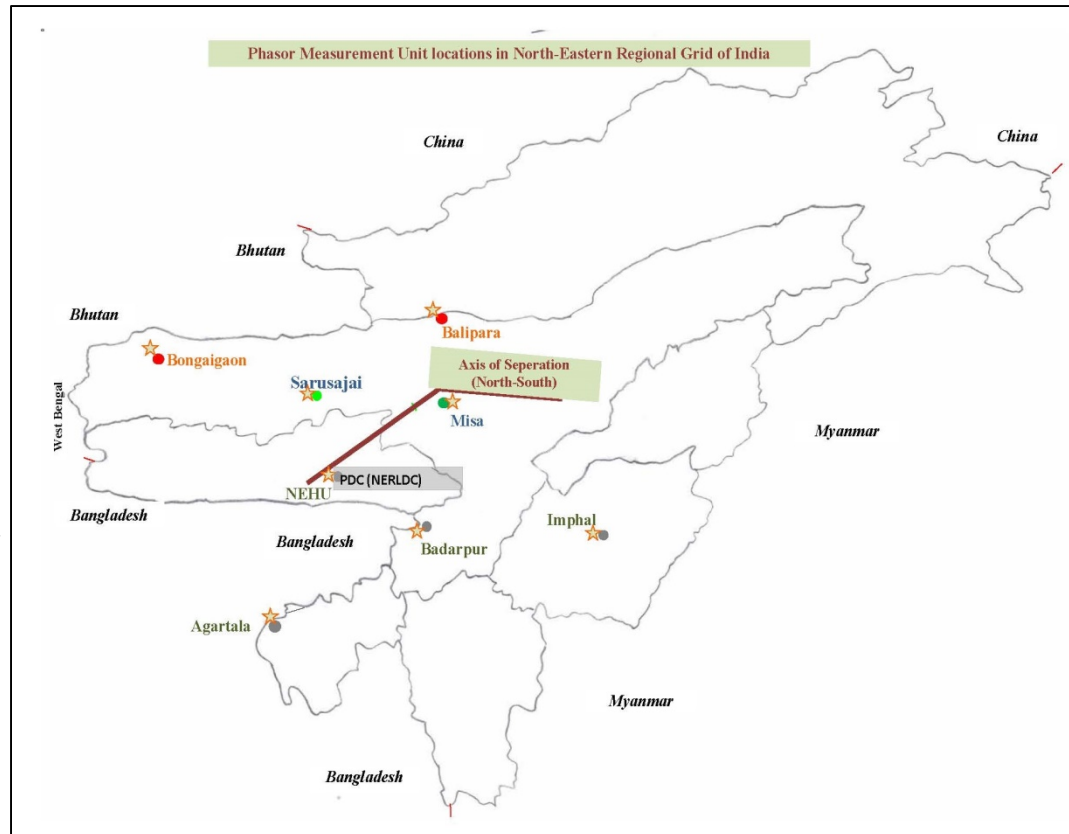 Phasor Measurement Unit locations in North-Eastern Regional Grid of India
China
China
Bhutan
Bhutan
Balipara
Bongaigaon
Axis of Seperation
(North-South)
Sarusajai
Misa
West Bengal
Myanmar
PDC (NERLDC)
NEHU
Bangladesh
Imphal
Bangladesh
Badarpur
Agartala
Myanmar
Bangladesh